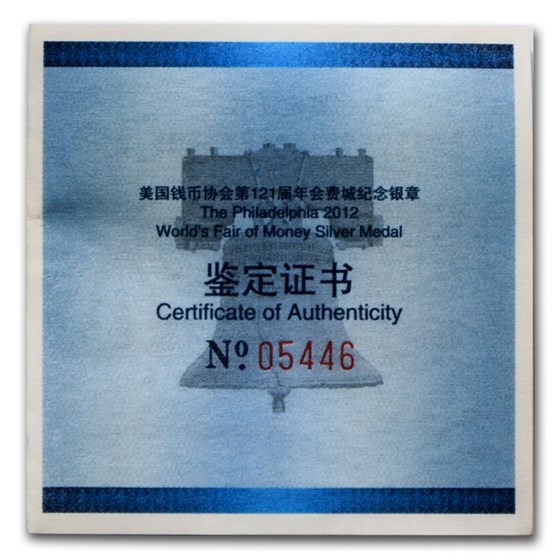 美国钱币协会第121届年会费城纪念银章
The Philadelphia 2012
World's Fair of Money Silver Medal
鉴定证书
Certificate of Authenticity
Nº. 05446